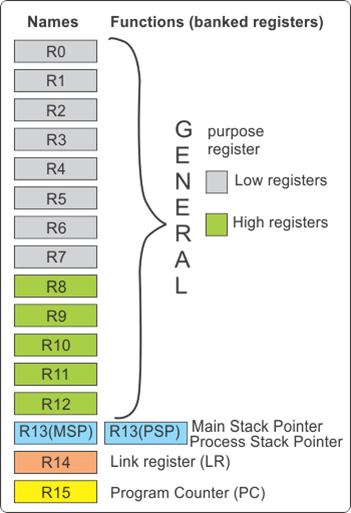 Names Functions (banked registers)
R0
R1
R2
R3
R4
R5
R6
R7
R8
R9
R10
R11
R12
GENERAL
purpose
register
Low registers
High registers
R13(MSP) R13(PSP) Main Stack Pointer
Process Stack Pointer
R14 Link register (LR)
R15 Program Counter (PC)